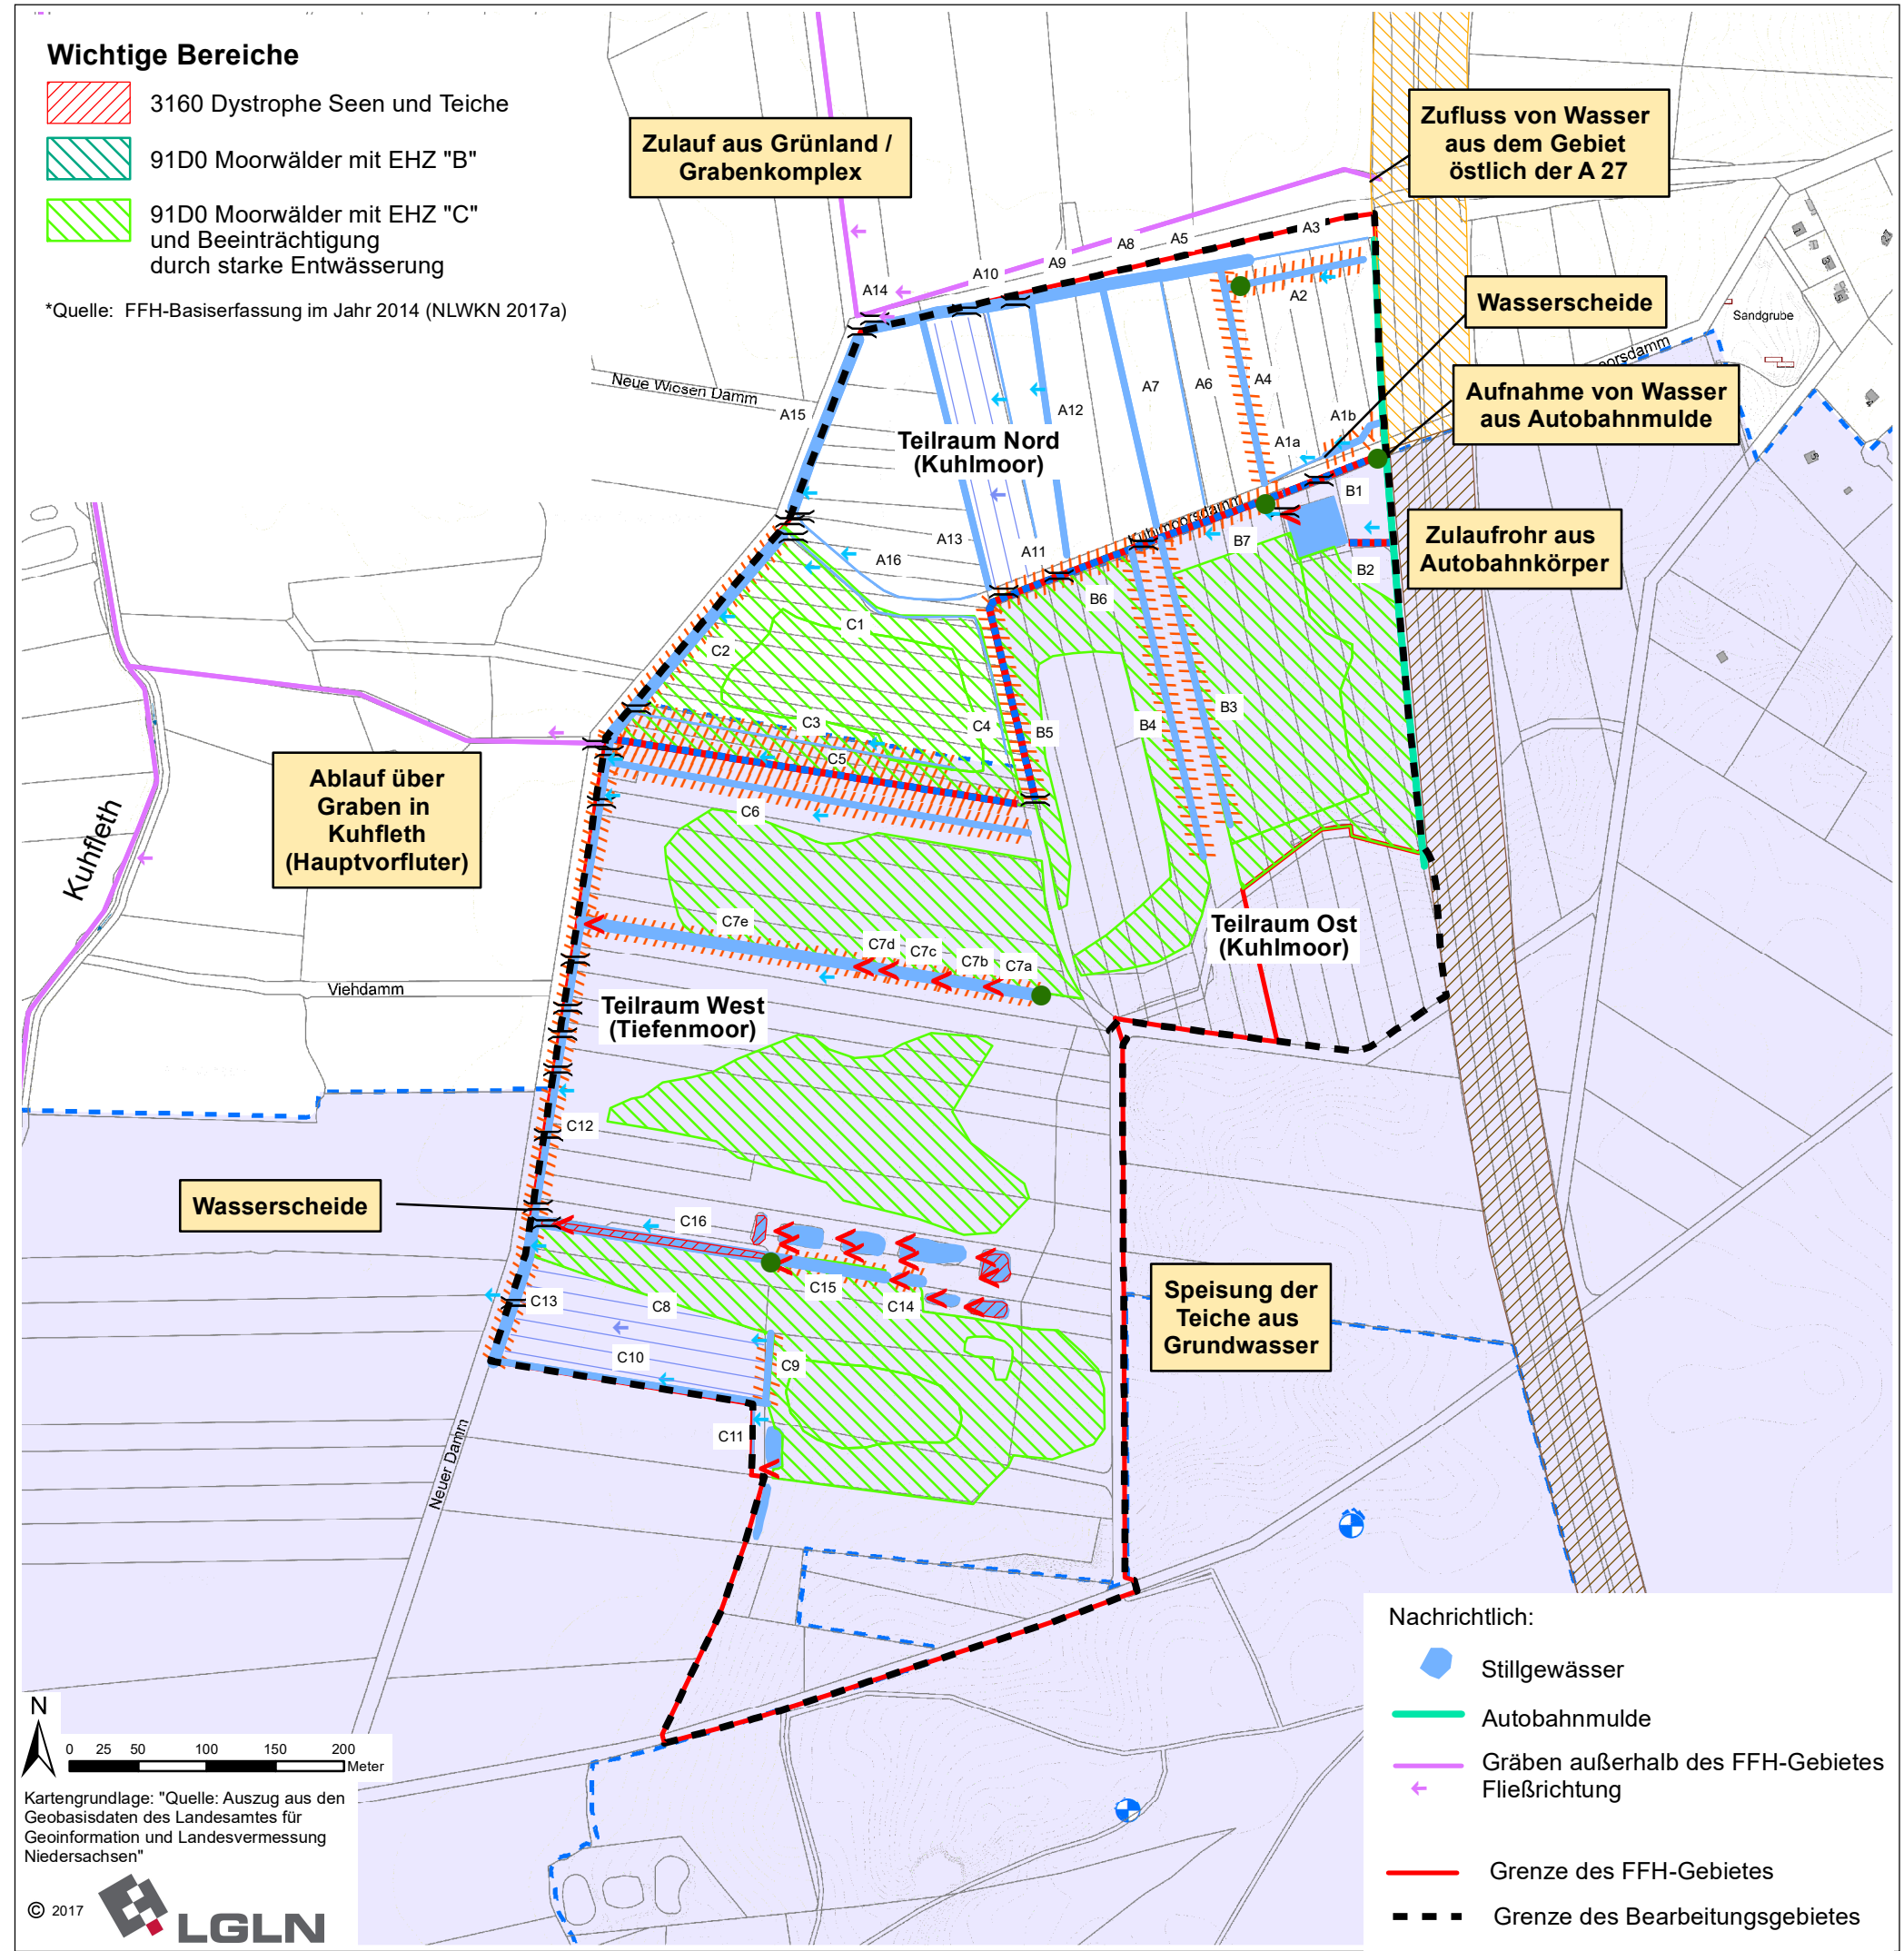 Wichtige Bereiche
3160 Dystrophe Seen und Teiche
91D0 Moorwälder mit EHZ "B"
91D0 Moorwälder mit EHZ "C"
und Beeinträchtigung
durch starke Entwässerung
*Quelle: FFH-Basiserfassung im Jahr 2014 (NLWKN 2017a)
Zulauf aus Grünland /
Grabenkomplex
Zufluss von Wasser
aus dem Gebiet
östlich der A 27
Wasserscheide
Aufnahme von Wasser
aus Autobahnmulde
Zulaufrohr aus
Autobahnkörper
Sandgrube
oorsdamm
A3
A5
A8
A9
A10
A14
A2
A15
A12
A7
A6
A4
A1b
A1a
Neue Wiesen Damm
Teilraum Nord
(Kuhlmoor)
A13
A11
A16
B1
B7
B2
B6
C1
C2
C3
C4
C5
B5
B4
B3
C6
Ablauf über
Graben in
Kuhfleth
(Hauptvorfluter)
Kuhfleth
C7e
C7d
C7c
C7b
C7a
Teilraum Ost
(Kuhlmoor)
Viehdamm
Teilraum West
(Tiefenmoor)
C12
Wasserscheide
C16
C15
C14
C13
C8
C10
C9
C11
Speisung der
Teiche aus
Grundwasser
Neuer Damm
Nachrichtlich:
Stillgewässer
Autobahnmulde
Gräben außerhalb des FFH-Gebietes
Fließrichtung
Grenze des FFH-Gebietes
Grenze des Bearbeitungsgebietes
N
0 25 50 100 150 200
Meter
Kartengrundlage: "Quelle: Auszug aus den
Geobasisdaten des Landesamtes für
Geoinformation und Landesvermessung
Niedersachsen"
© 2017
LGLN